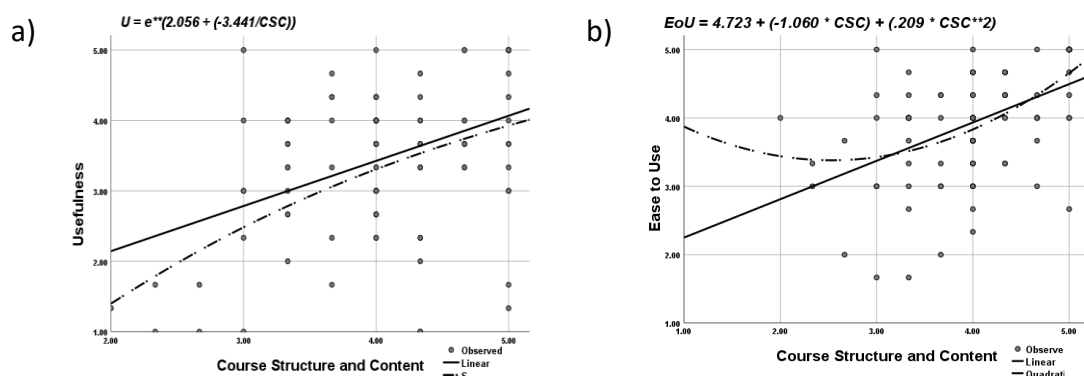 a)
U = e**(2.056 + (-3.441/CSC))
5.00
4.00
3.00
2.00
1.00
Usefulness
2.00 3.00 4.00 5.00
Course Structure and Content
Observed
Linear
S
b)
EoU = 4.723 + (-1.060 * CSC) + (.209 * CSC**2)
5.00
4.00
3.00
2.00
1.00
Ease to Use
1.00 2.00 3.00 4.00 5.00
Course Structure and Content
Observe
Linear
Quadrati